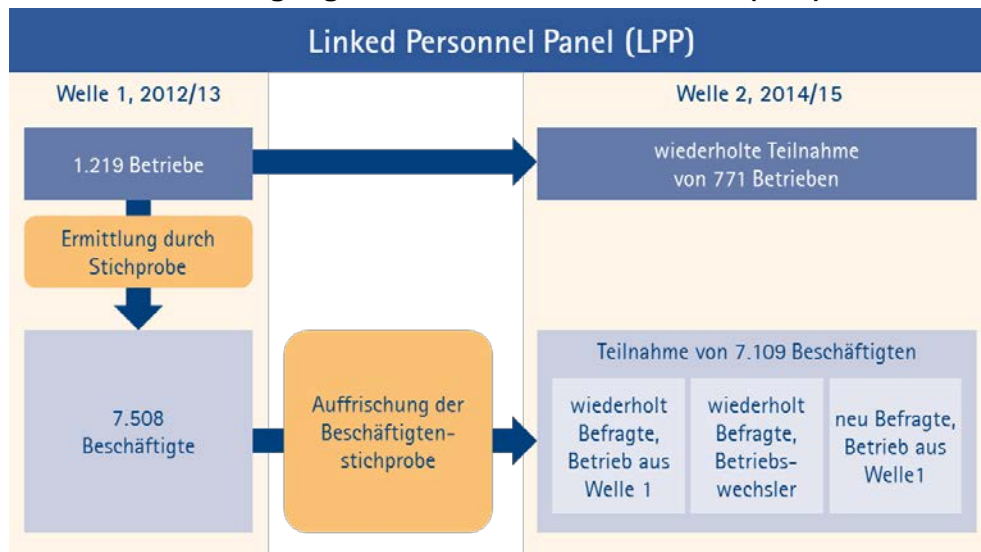 Linked Personnel Panel (LPP)
Welle 1, 2012/13
Welle 2, 2014/15
1.219 Betriebe
wiederholte Teilnahme
von 771 Betrieben
Ermittlung durch
Stichprobe
7.508
Beschäftigte
Auffrischung der
Beschäftigten-
stichprobe
Teilnahme von 7.109 Beschäftigten
wiederholt
Befragte,
Betrieb aus
Welle 1
wiederholt
Befragte,
Betriebs-
wechsler
neu Befragte,
Betrieb aus
Welle1